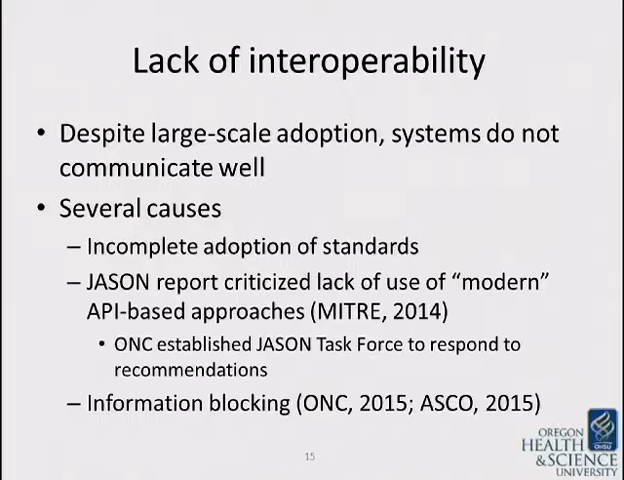 Lack of interoperability
• Despite large-scale adoption, systems do not
communicate well
• Several causes
– Incomplete adoption of standards
– JASON report criticized lack of use of “modern”
API-based approaches (MITRE, 2014)
• ONC established JASON Task Force to respond to
recommendations
– Information blocking (ONC, 2015; ASCO, 2015)
15
OHSU
OREGON
HEALTH
& SCIENCE
UNIVERSITY